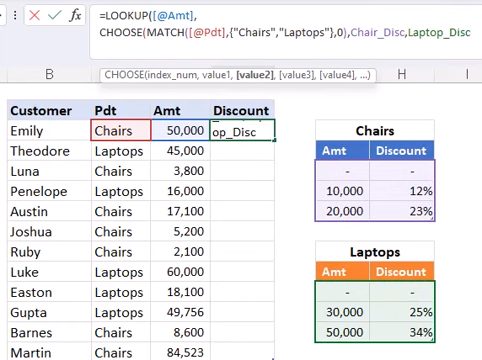 =LOOKUP([@Amt],
CHOOSE(MATCH([@Pdt],{"Chairs","Laptops"},0),Chair_Disc,Laptop_Disc
CHOOSE(index_num, value1, [value2], [value3], [value4], ...)
B H I
Customer Pdt Amt Discount
Emily Chairs 50,000 op_Disc
Theodore Laptops 45,000
Luna Chairs 3,800
Penelope Laptops 16,000
Austin Chairs 17,100
Joshua Chairs 5,200
Ruby Chairs 2,100
Luke Laptops 60,000
Easton Laptops 18,100
Gupta Laptops 49,756
Barnes Chairs 8,600
Martin Chairs 84,523
Chairs
Amt Discount
- -
10,000 12%
20,000 23%
Laptops
Amt Discount
- -
30,000 25%
50,000 34%